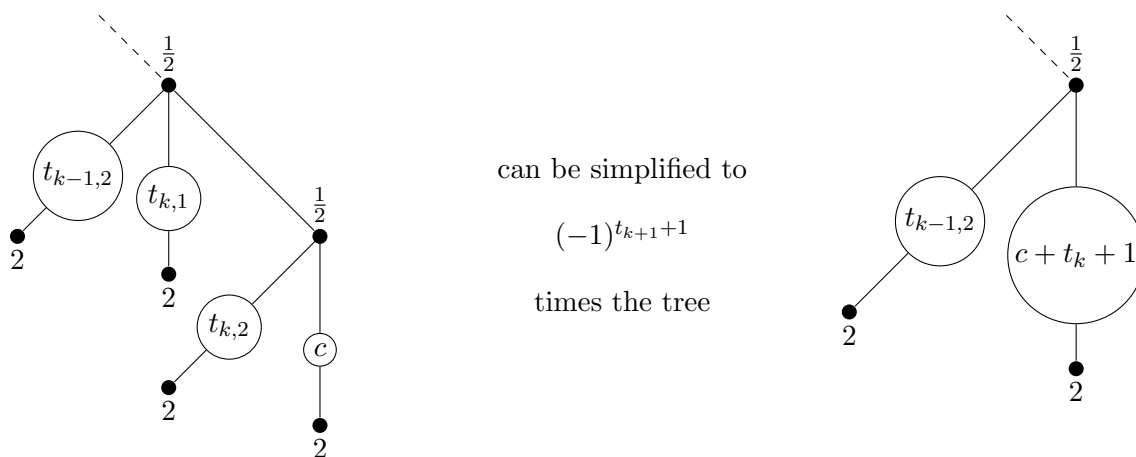 1/2
t_{k-1,2}
t_{k,1}
1/2
2
2
t_{k,2}
c
2
2
can be simplified to
(-1)^{t_{k+1}+1}
times the tree
1/2
t_{k-1,2}
c + t_k + 1
2
2